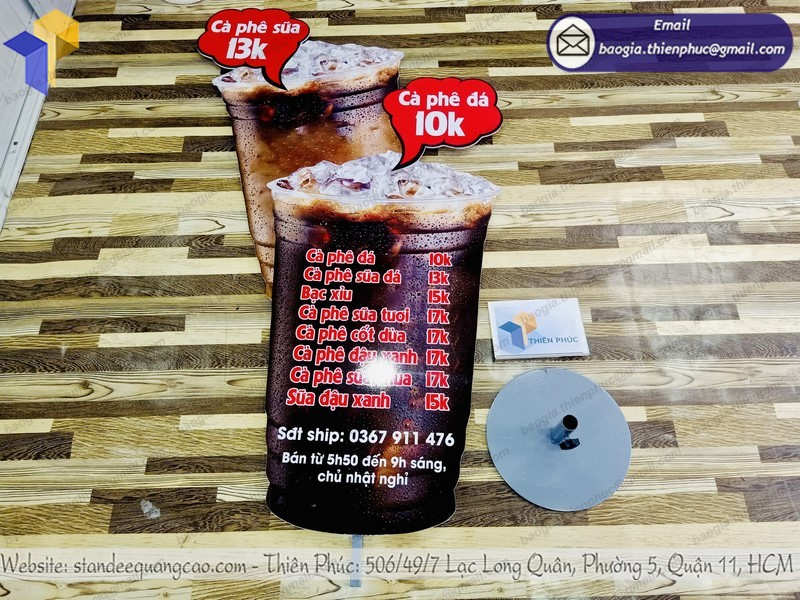 Cà phê sữa
13k
Email
baogia.thienphuc@gmail.com
Cà phê đá
10k
Cà phê đá 10k
Cà phê sữa đá 13k
Bạc xỉu 15k
Cà phê sữa tươi 17k
Cà phê cốt dừa 17k
Cà phê đậu xanh 17k
Cà phê sữa 17k
Sữa đậu xanh 15k
THIÊN PHÚC
Sđt ship: 0367 911 476
Bán từ 5h50 đến 9h sáng,
chủ nhật nghỉ
Website: standeequangcao.com - Thiên Phúc: 506/49/7 Lạc Long Quân, Phường 5, Quận 11, HCM